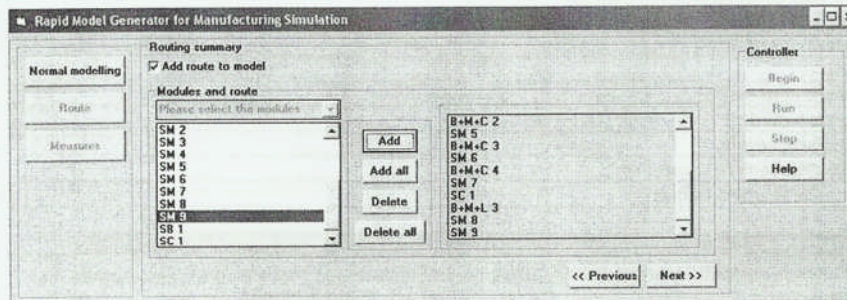 Rapid Model Generator for Manufacturing Simulation
Normal modelling
Route
Measures
Routing summary
Add route to model
Modules and route
Please select the modules
SM 2
SM 3
SM 4
SM 5
SM 6
SM 7
SM 8
SM 9
SB 1
SC 1
Add
Add all
Delete
Delete all
B+M+C 2
SM 5
B+M+C 3
SM 6
B+M+C 4
SM 7
SC 1
B+M+L 3
SM 8
SM 9
<< Previous
Next >>
Controller
Begin
Run
Stop
Help